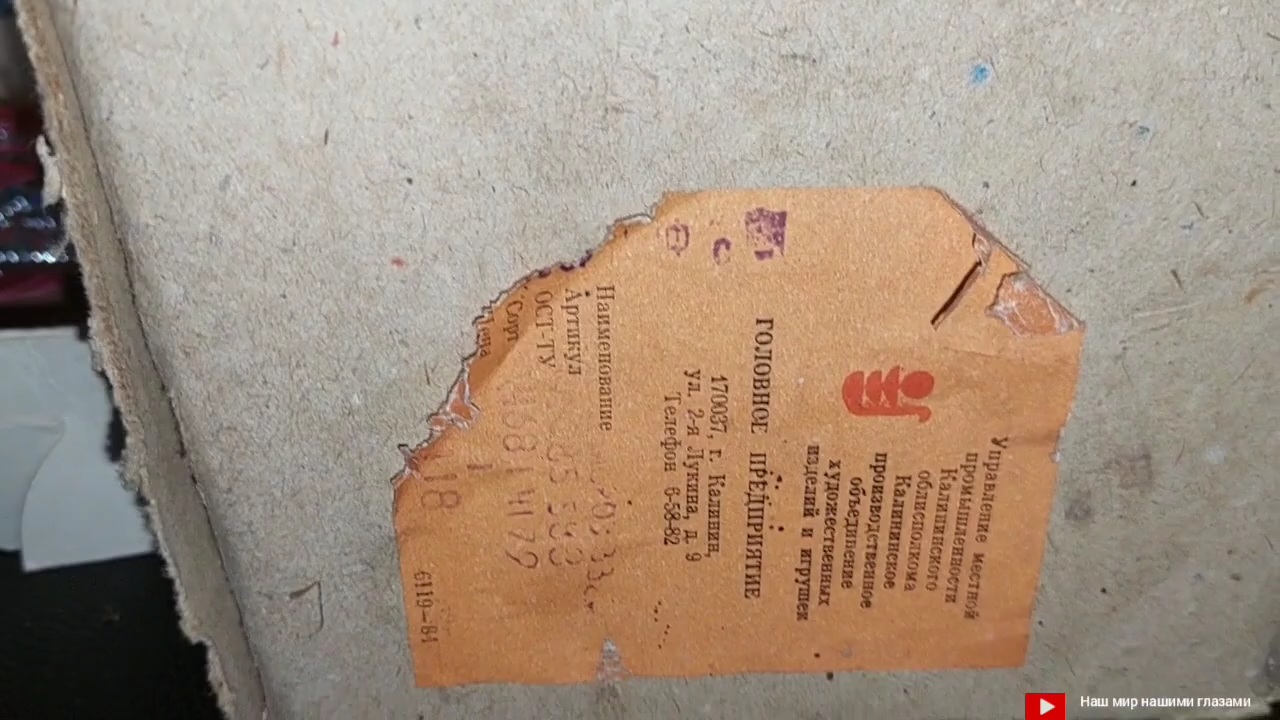 Управление местной
промышленности
Калининского
облисполкома
Калининское
производственное
объединение
художественных
изделий и игрушек
ГОЛОВНОЕ ПРЕДПРИЯТИЕ
170037, г. Калинин,
ул. 2-я Лукина, д. 9
Телефон 6-58-82
Наименование
Артикул
ОСТ-ТУ
Сорт
Цена
6119—84
Наш мир нашими глазами